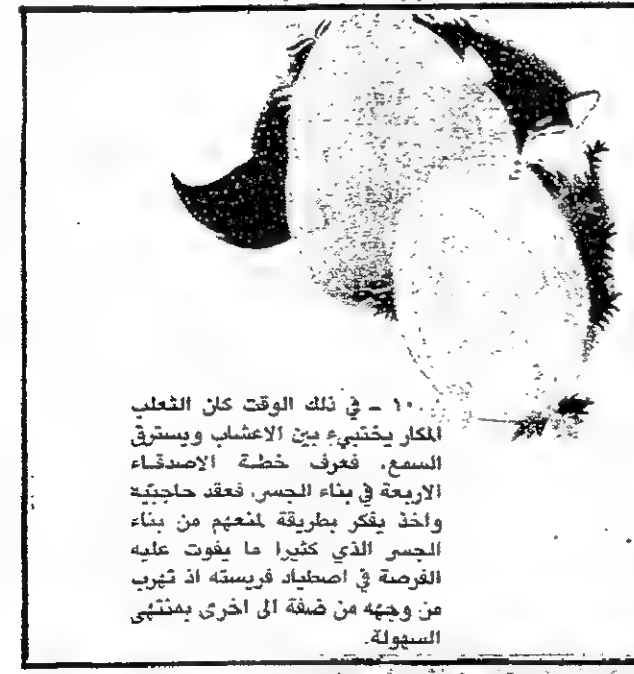 ١٠ - في ذلك الوقت كان الثعلب
المكار يختبيء بين الاعشاب ويسترق
السمع، فعرف خطة الاصدقاء
الاربعة في بناء الجسر، فعقد حاجبيه
واخذ يفكر بطريقة لمنعهم من بناء
الجسر الذي كثيرا ما يفوت عليه
الفرصة في اصطياد فريسته اذ تهرب
من وجهه من ضفة الى اخرى بمنتهى
السهولة.